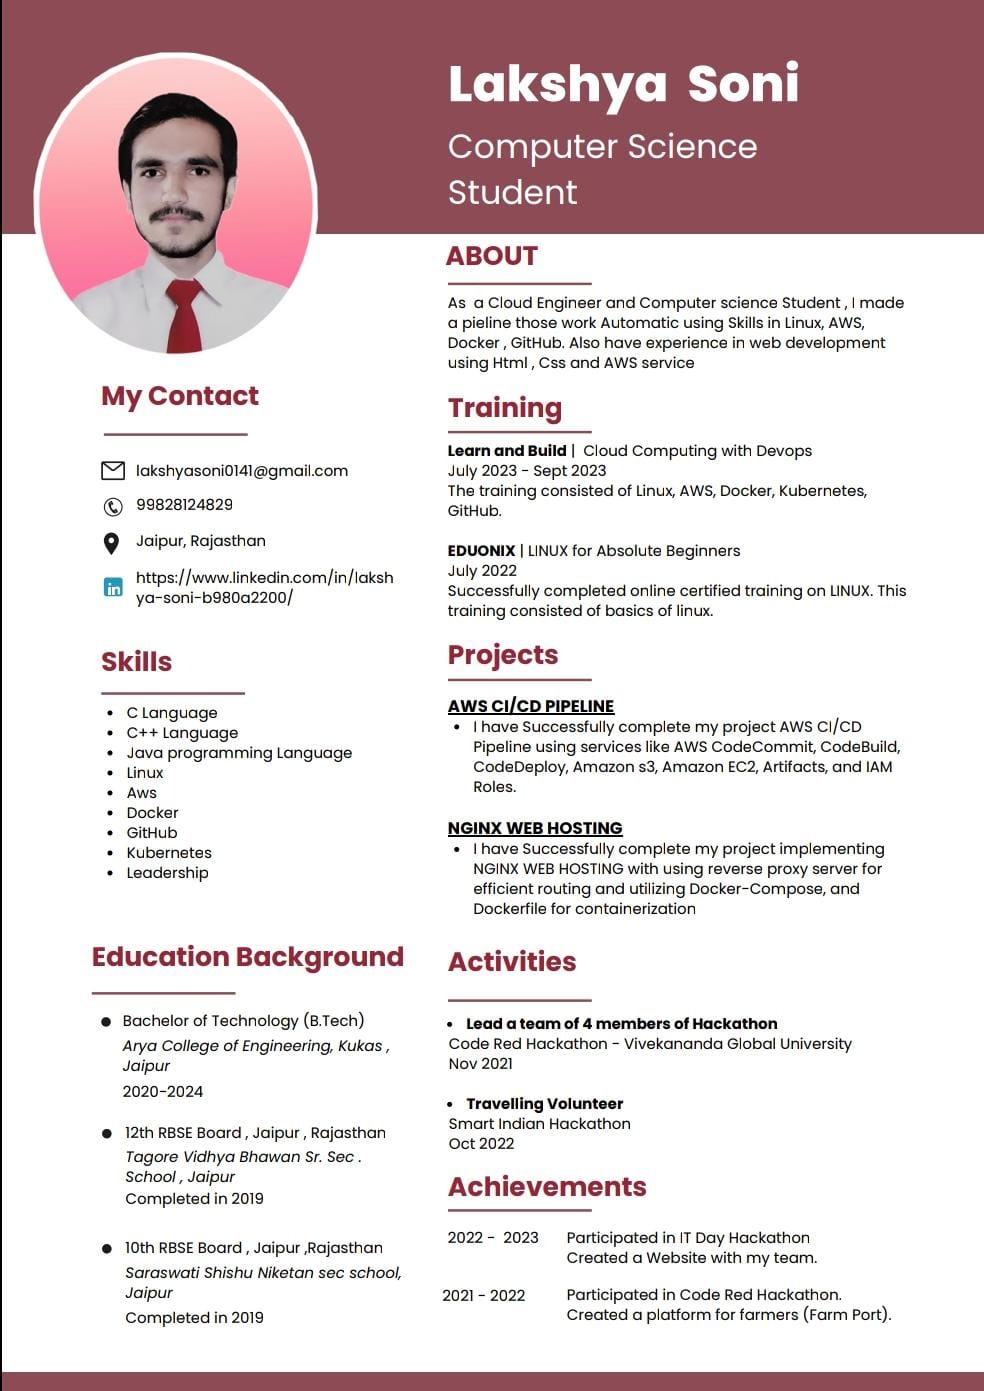 Lakshya Soni
Computer Science
Student
My Contact
lakshyasoni0141@gmail.com
99828124829
Jaipur, Rajasthan
https://www.linkedin.com/in/laksh
ya-soni-b980a2200/
Skills
• C Language
• C++ Language
• Java programming Language
• Linux
• Aws
• Docker
• GitHub
• Kubernetes
• Leadership
Education Background
• Bachelor of Technology (B.Tech)
Arya College of Engineering, Kukas ,
Jaipur
2020-2024
• 12th RBSE Board , Jaipur , Rajasthan
Tagore Vidhya Bhawan Sr. Sec .
School , Jaipur
Completed in 2019
• 10th RBSE Board , Jaipur ,Rajasthan
Saraswati Shishu Niketan sec school,
Jaipur
Completed in 2019
ABOUT
As a Cloud Engineer and Computer science Student , I made
a pieline those work Automatic using Skills in Linux, AWS,
Docker , GitHub. Also have experience in web development
using Html , Css and AWS service
Training
Learn and Build | Cloud Computing with Devops
July 2023 - Sept 2023
The training consisted of Linux, AWS, Docker, Kubernetes,
GitHub.
EDUONIX | LINUX for Absolute Beginners
July 2022
Successfully completed online certified training on LINUX. This
training consisted of basics of linux.
Projects
AWS CI/CD PIPELINE
• I have Successfully complete my project AWS CI/CD
Pipeline using services like AWS CodeCommit, CodeBuild,
CodeDeploy, Amazon s3, Amazon EC2, Artifacts, and IAM
Roles.
NGINX WEB HOSTING
• I have Successfully complete my project implementing
NGINX WEB HOSTING with using reverse proxy server for
efficient routing and utilizing Docker-Compose, and
Dockerfile for containerization
Activities
• Lead a team of 4 members of Hackathon
Code Red Hackathon - Vivekananda Global University
Nov 2021
• Travelling Volunteer
Smart Indian Hackathon
Oct 2022
Achievements
2022 - 2023 Participated in IT Day Hackathon
Created a Website with my team.
2021 - 2022 Participated in Code Red Hackathon.
Created a platform for farmers (Farm Port).